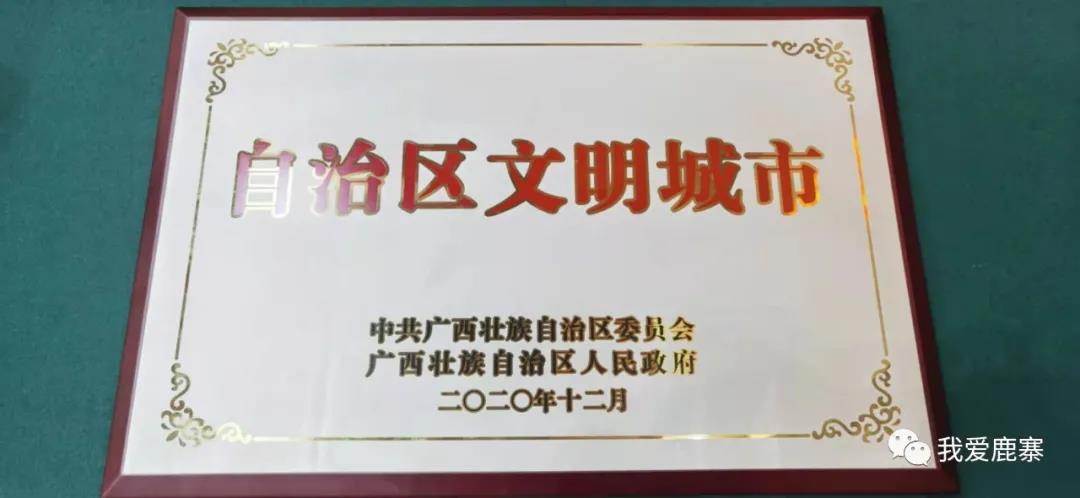 自治区文明城市
中共广西壮族自治区委员会
广西壮族自治区人民政府
二〇二〇年十二月
我爱鹿寨